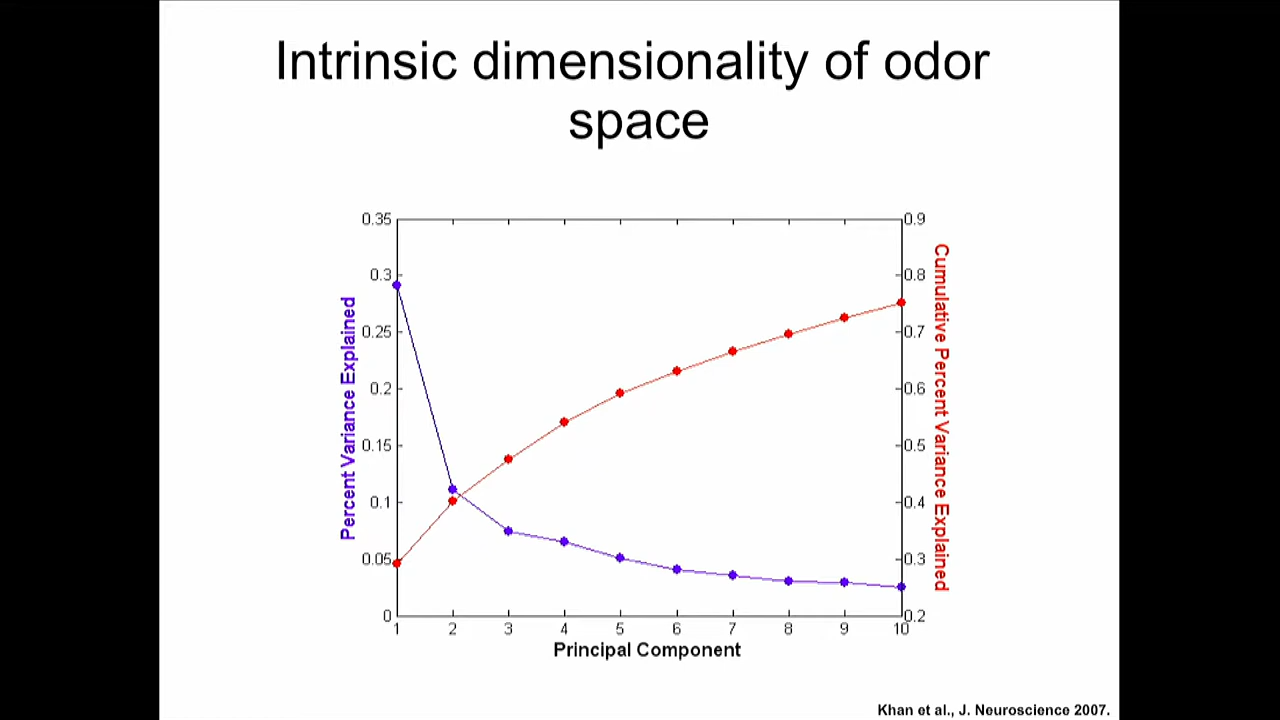 Intrinsic dimensionality of odor
space
0.35
0.3
0.25
0.2
0.15
0.1
0.05
0
Percent Variance Explained
0.9
0.8
0.7
0.6
0.5
0.4
0.3
0.2
Cumulative Percent Variance Explained
1 2 3 4 5 6 7 8 9 10
Principal Component
Khan et al., J. Neuroscience 2007.